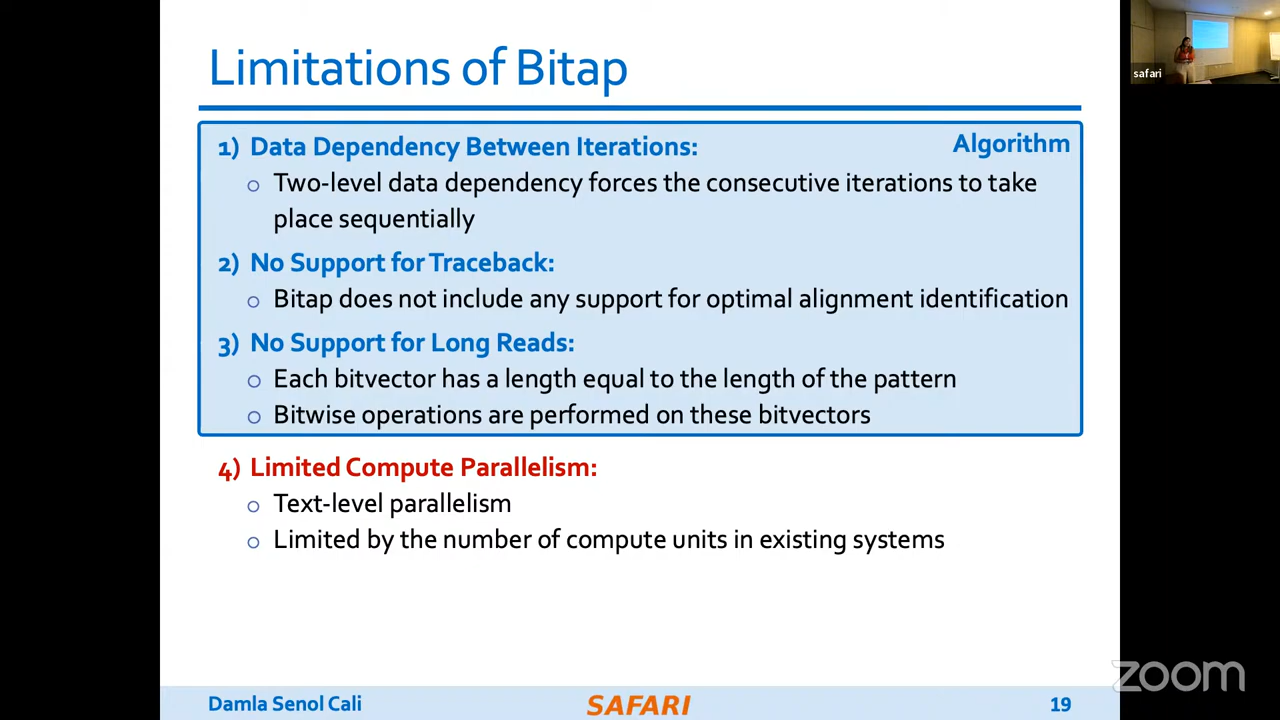 Limitations of Bitap
safari
1) Data Dependency Between Iterations:
Algorithm
Two-level data dependency forces the consecutive iterations to take
place sequentially
2) No Support for Traceback:
Bitap does not include any support for optimal alignment identification
3) No Support for Long Reads:
Each bitvector has a length equal to the length of the pattern
Bitwise operations are performed on these bitvectors
4) Limited Compute Parallelism:
Text-level parallelism
Limited by the number of compute units in existing systems
zoom
Damla Senol Cali
SAFARI
19